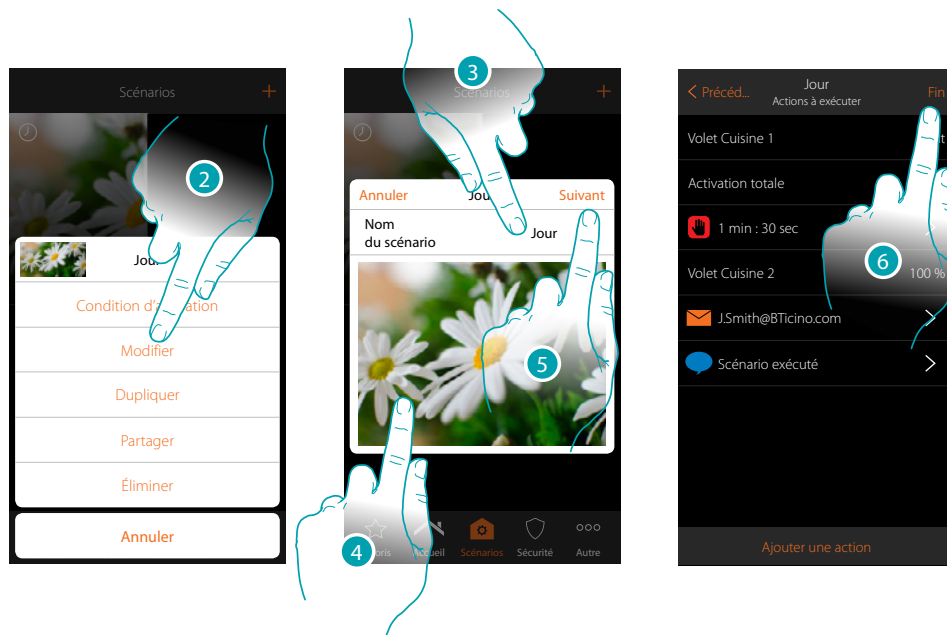 Scénarios
+
2
Jour
Condition d'activation
Modifier
Dupliquer
Partager
Éliminer
Annuler
3
Scénarios
+
Annuler
Suivant
Nom
du scénario
Jour
5
4
Accueil
Scénarios
Sécurité
Autre
Précéd...
Jour
Actions à exécuter
Fin
Volet Cuisine 1
Activation totale
1 min : 30 sec
6
Volet Cuisine 2
100 %
J.Smith@BTicino.com
Scénario exécuté
Ajouter une action